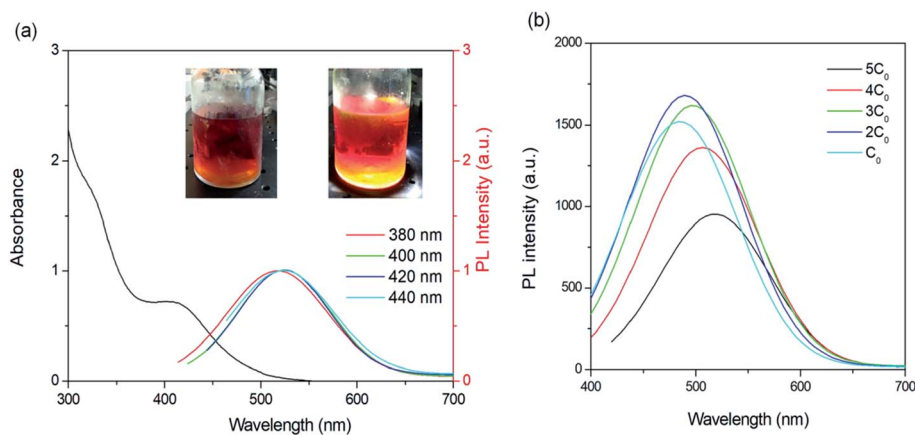 (a)
3
2
1
0
Absorbance
300
400
500
600
700
Wavelength (nm)
3
2
1
0
PL Intensity (a.u.)
380 nm
400 nm
420 nm
440 nm
(b)
2000
1500
1000
500
0
PL intensity (a.u.)
400
500
600
700
Wavelength (nm)
5C₀
4C₀
3C₀
2C₀
C₀